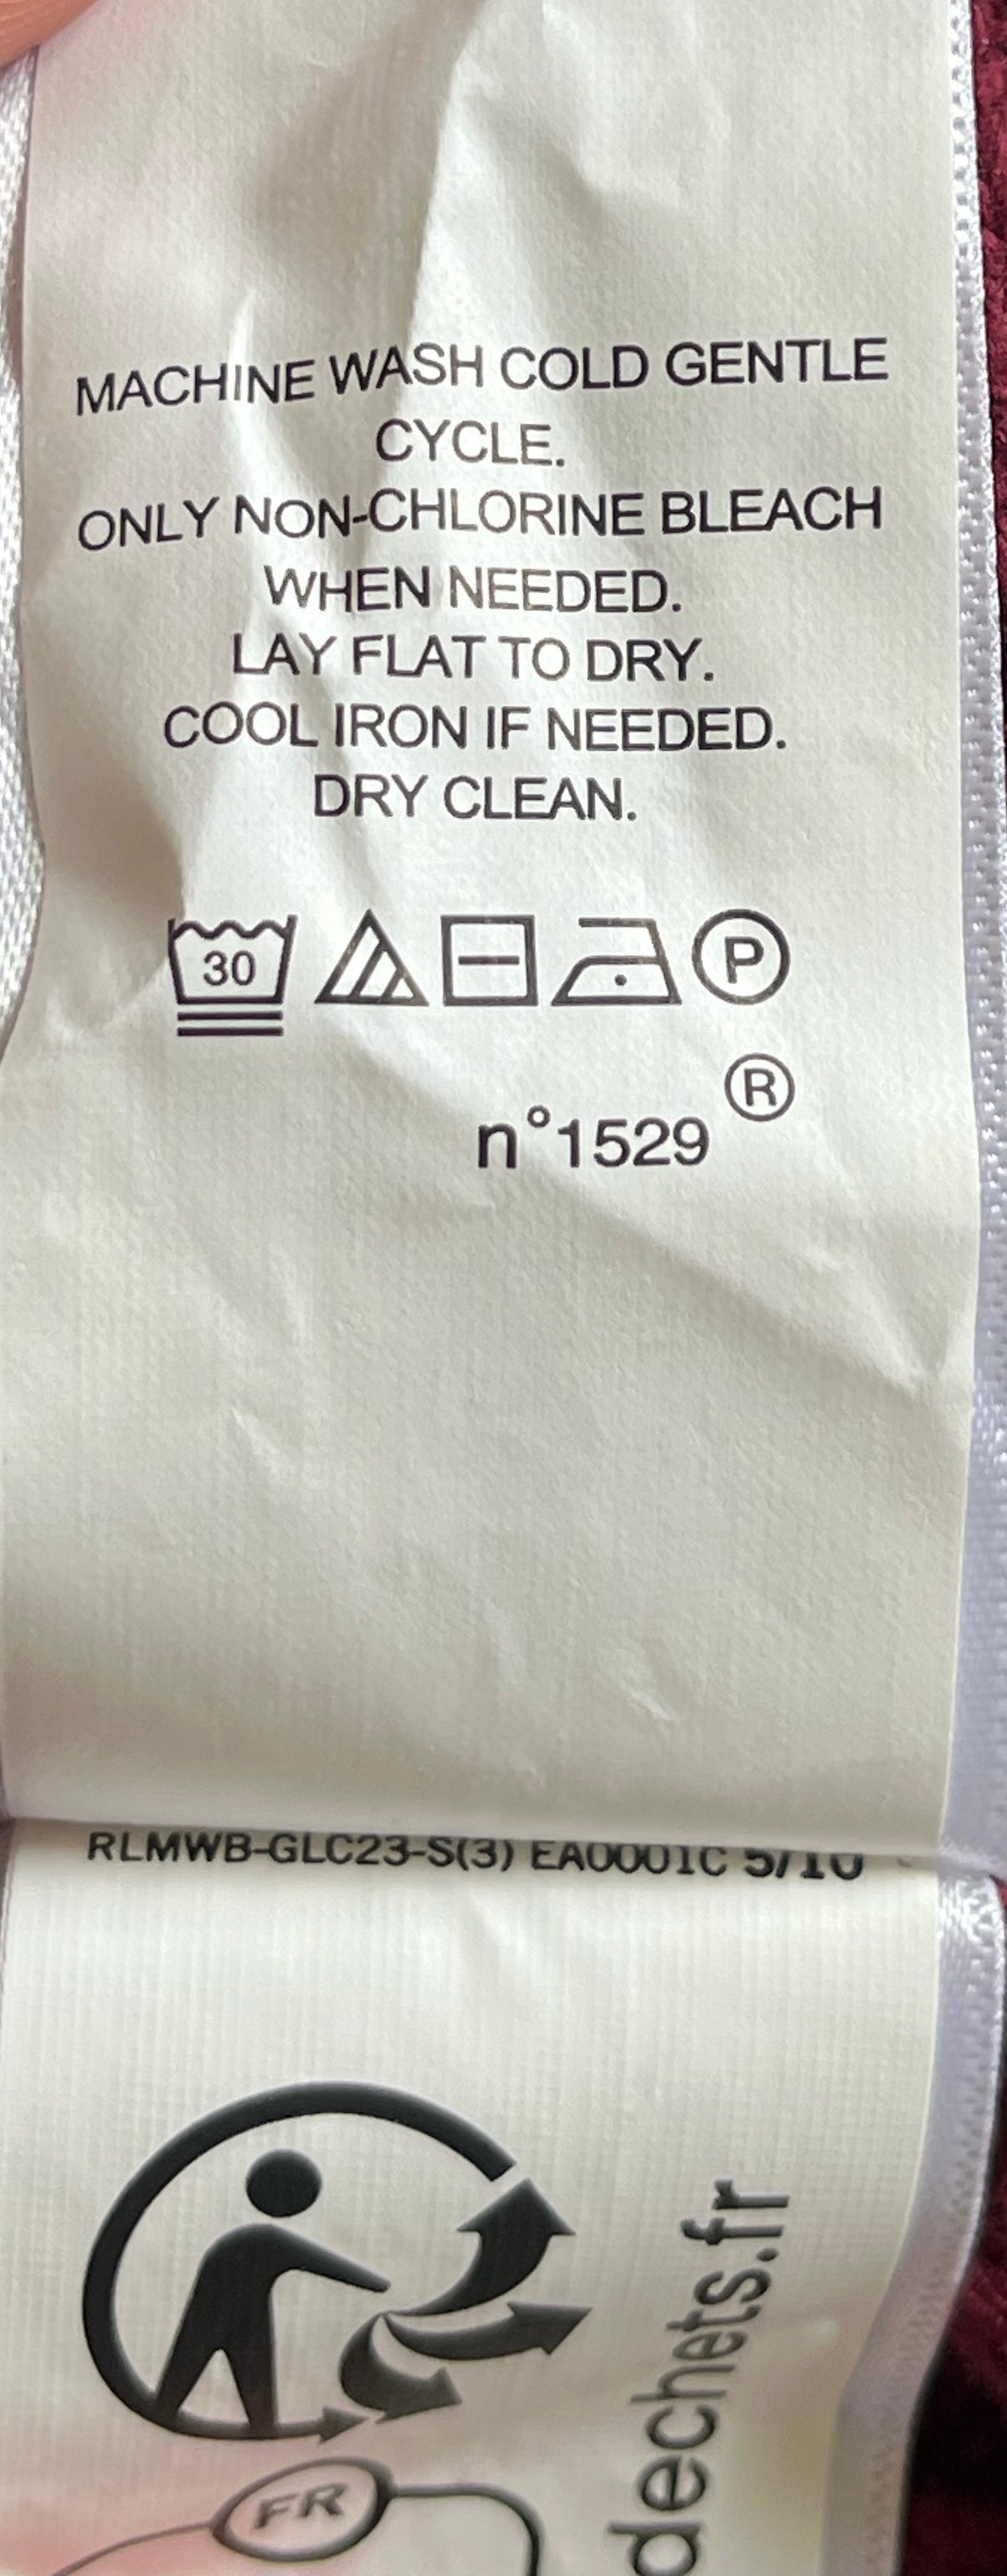 MACHINE WASH COLD GENTLE
CYCLE.
ONLY NON-CHLORINE BLEACH
WHEN NEEDED.
LAY FLAT TO DRY.
COOL IRON IF NEEDED.
DRY CLEAN.
30 P
®
n°1529
RLMWB-GLC23-S(3) EA0001C 5/10
dechets.fr
FR